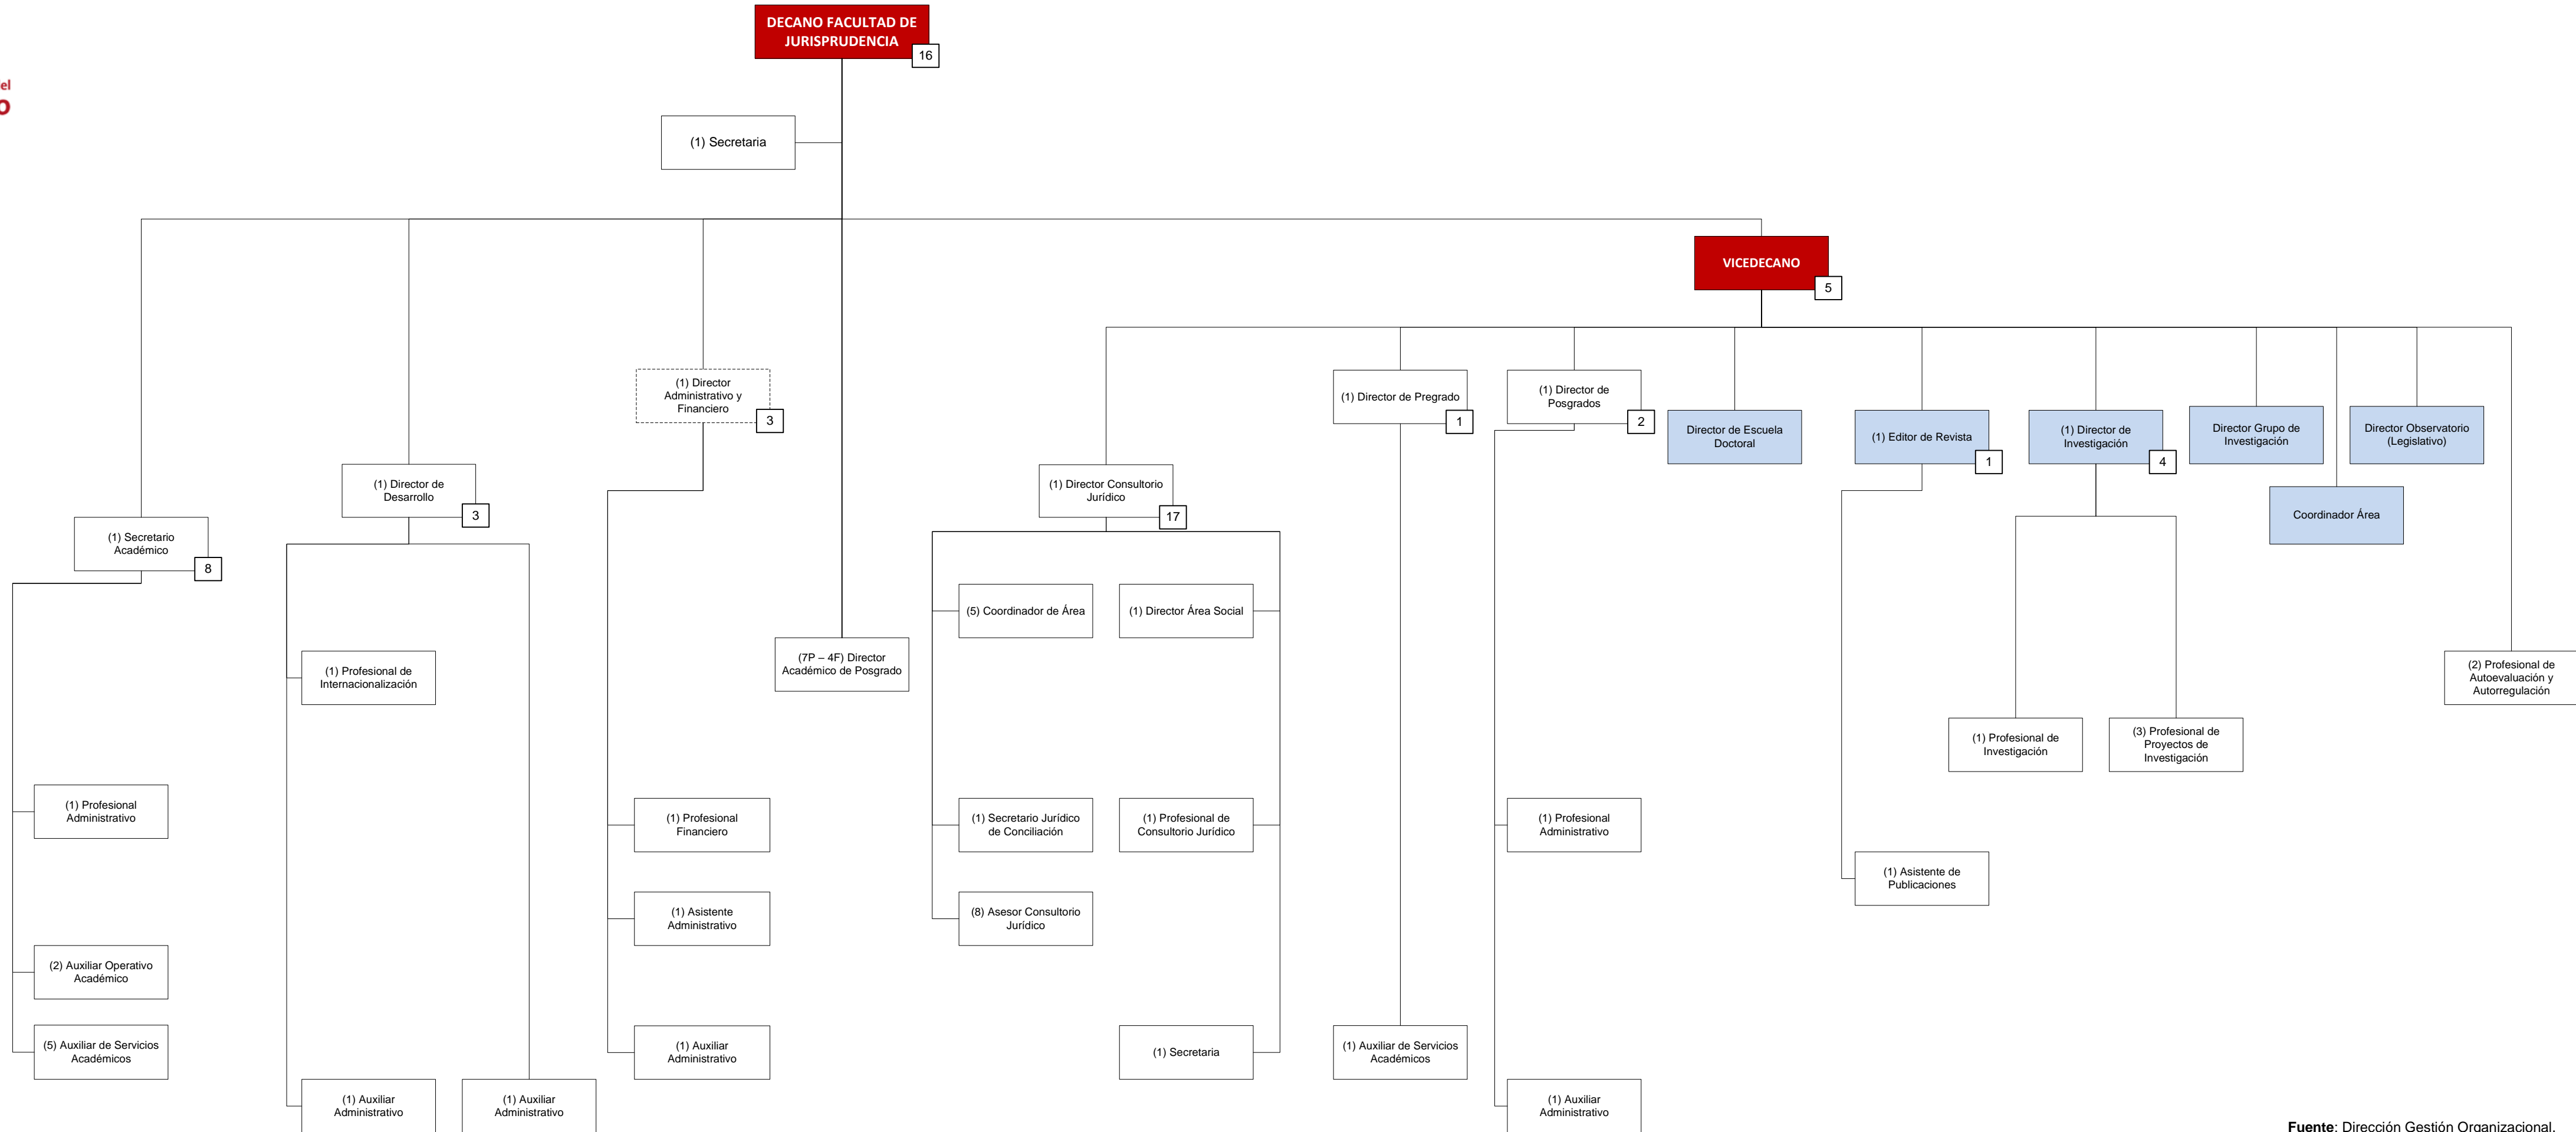 DECANO FACULTAD DE
JURISPRUDENCIA
16
el
o
(1) Secretaria
VICEDECANO
5
(1) Director
Administrativo y
Financiero
3
(1) Director de Pregrado
1
(1) Director de
Posgrados
2
Director de Escuela
Doctoral
(1) Editor de Revista
1
(1) Director de
Investigación
4
Director Grupo de
Investigación
Director Observatorio
(Legislativo)
(1) Director de
Desarrollo
3
(1) Director Consultorio
Jurídico
17
Coordinador Área
(1) Secretario
Académico
8
(5) Coordinador de Área
(1) Director Área Social
(1) Profesional de
Internacionalización
(7P – 4F) Director
Académico de Posgrado
(2) Profesional de
Autoevaluación y
Autorregulación
(1) Profesional de
Investigación
(3) Profesional de
Proyectos de
Investigación
(1) Profesional
Administrativo
(1) Profesional
Financiero
(1) Secretario Jurídico
de Conciliación
(1) Profesional de
Consultorio Jurídico
(1) Profesional
Administrativo
(1) Asistente de
Publicaciones
(1) Asistente
Administrativo
(8) Asesor Consultorio
Jurídico
(2) Auxiliar Operativo
Académico
(5) Auxiliar de Servicios
Académicos
(1) Auxiliar
Administrativo
(1) Secretaria
(1) Auxiliar de Servicios
Académicos
(1) Auxiliar
Administrativo
(1) Auxiliar
Administrativo
(1) Auxiliar
Administrativo
Fuente: Dirección Gestión Organizacional.